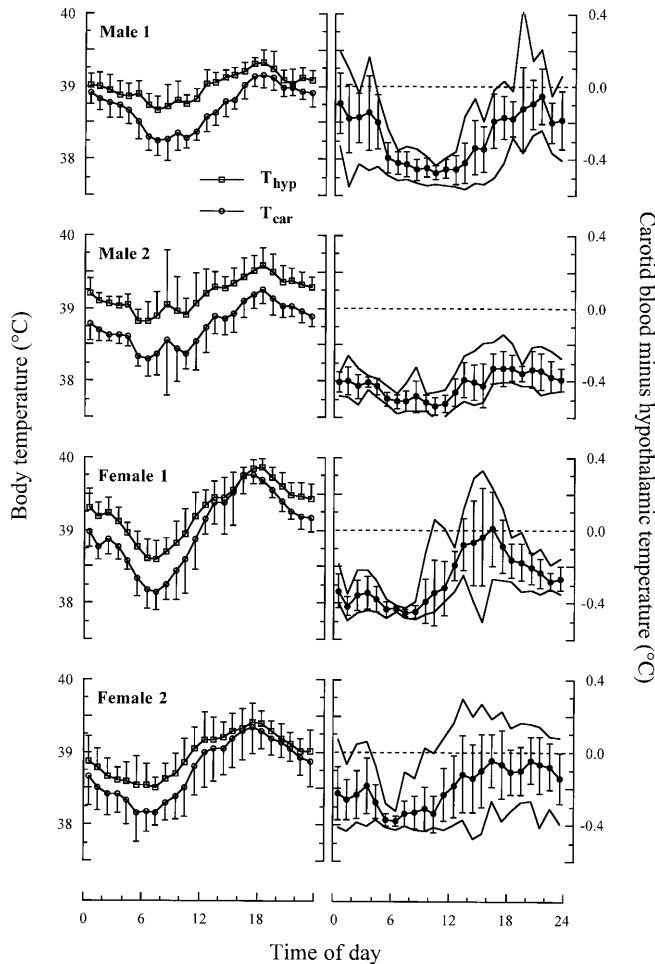 Male 1
40
39
38
T hyp
T car
0.4
0.0
-0.4
Male 2
40
39
38
0.4
0.0
-0.4
Female 1
40
39
38
0.4
0.0
-0.4
Female 2
40
39
38
0.4
0.0
-0.4
0 6 12 18 0 6 12 18 24
Time of day
Body temperature (°C)
Carotid blood minus hypothalamic temperature (°C)